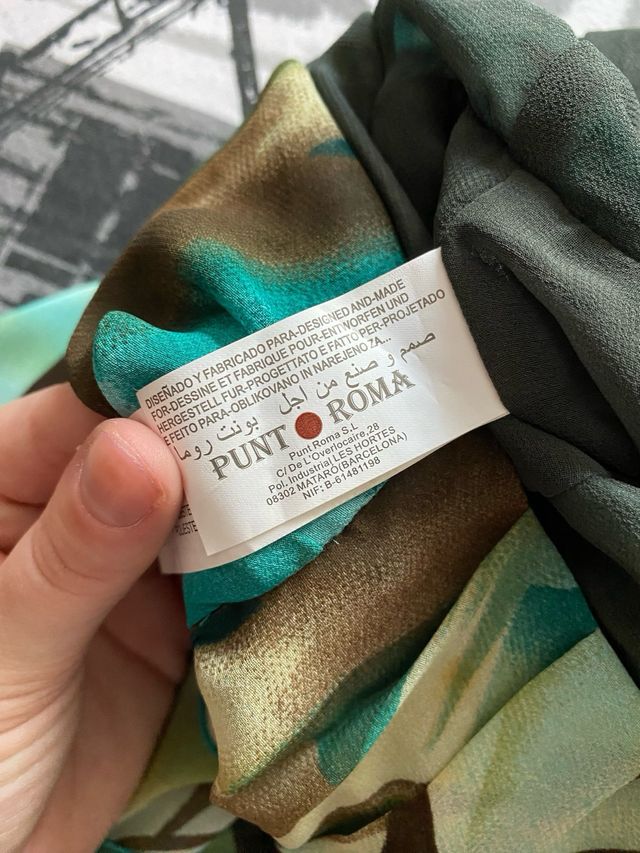 DISEÑADO Y FABRICADO PARA-DESIGNED AND-MADE
FOR-DESSINE ET FABRIQUE POUR-ENTWORFEN UND
HERGESTELL FUR-PROGETTATO E FATTO PER-PROJETADO
E FEITO PARA-OBLIKOVANO IN NAREJENO ZA...
صمم و صنع من اجل بونت روما
PUNT ROMA
Punt Roma S,L
C/ De L' Overlocaire,28
Pol. Industrial LES HORTES
08302 MATARÓ(BARCELONA)
NIF: B-61481198